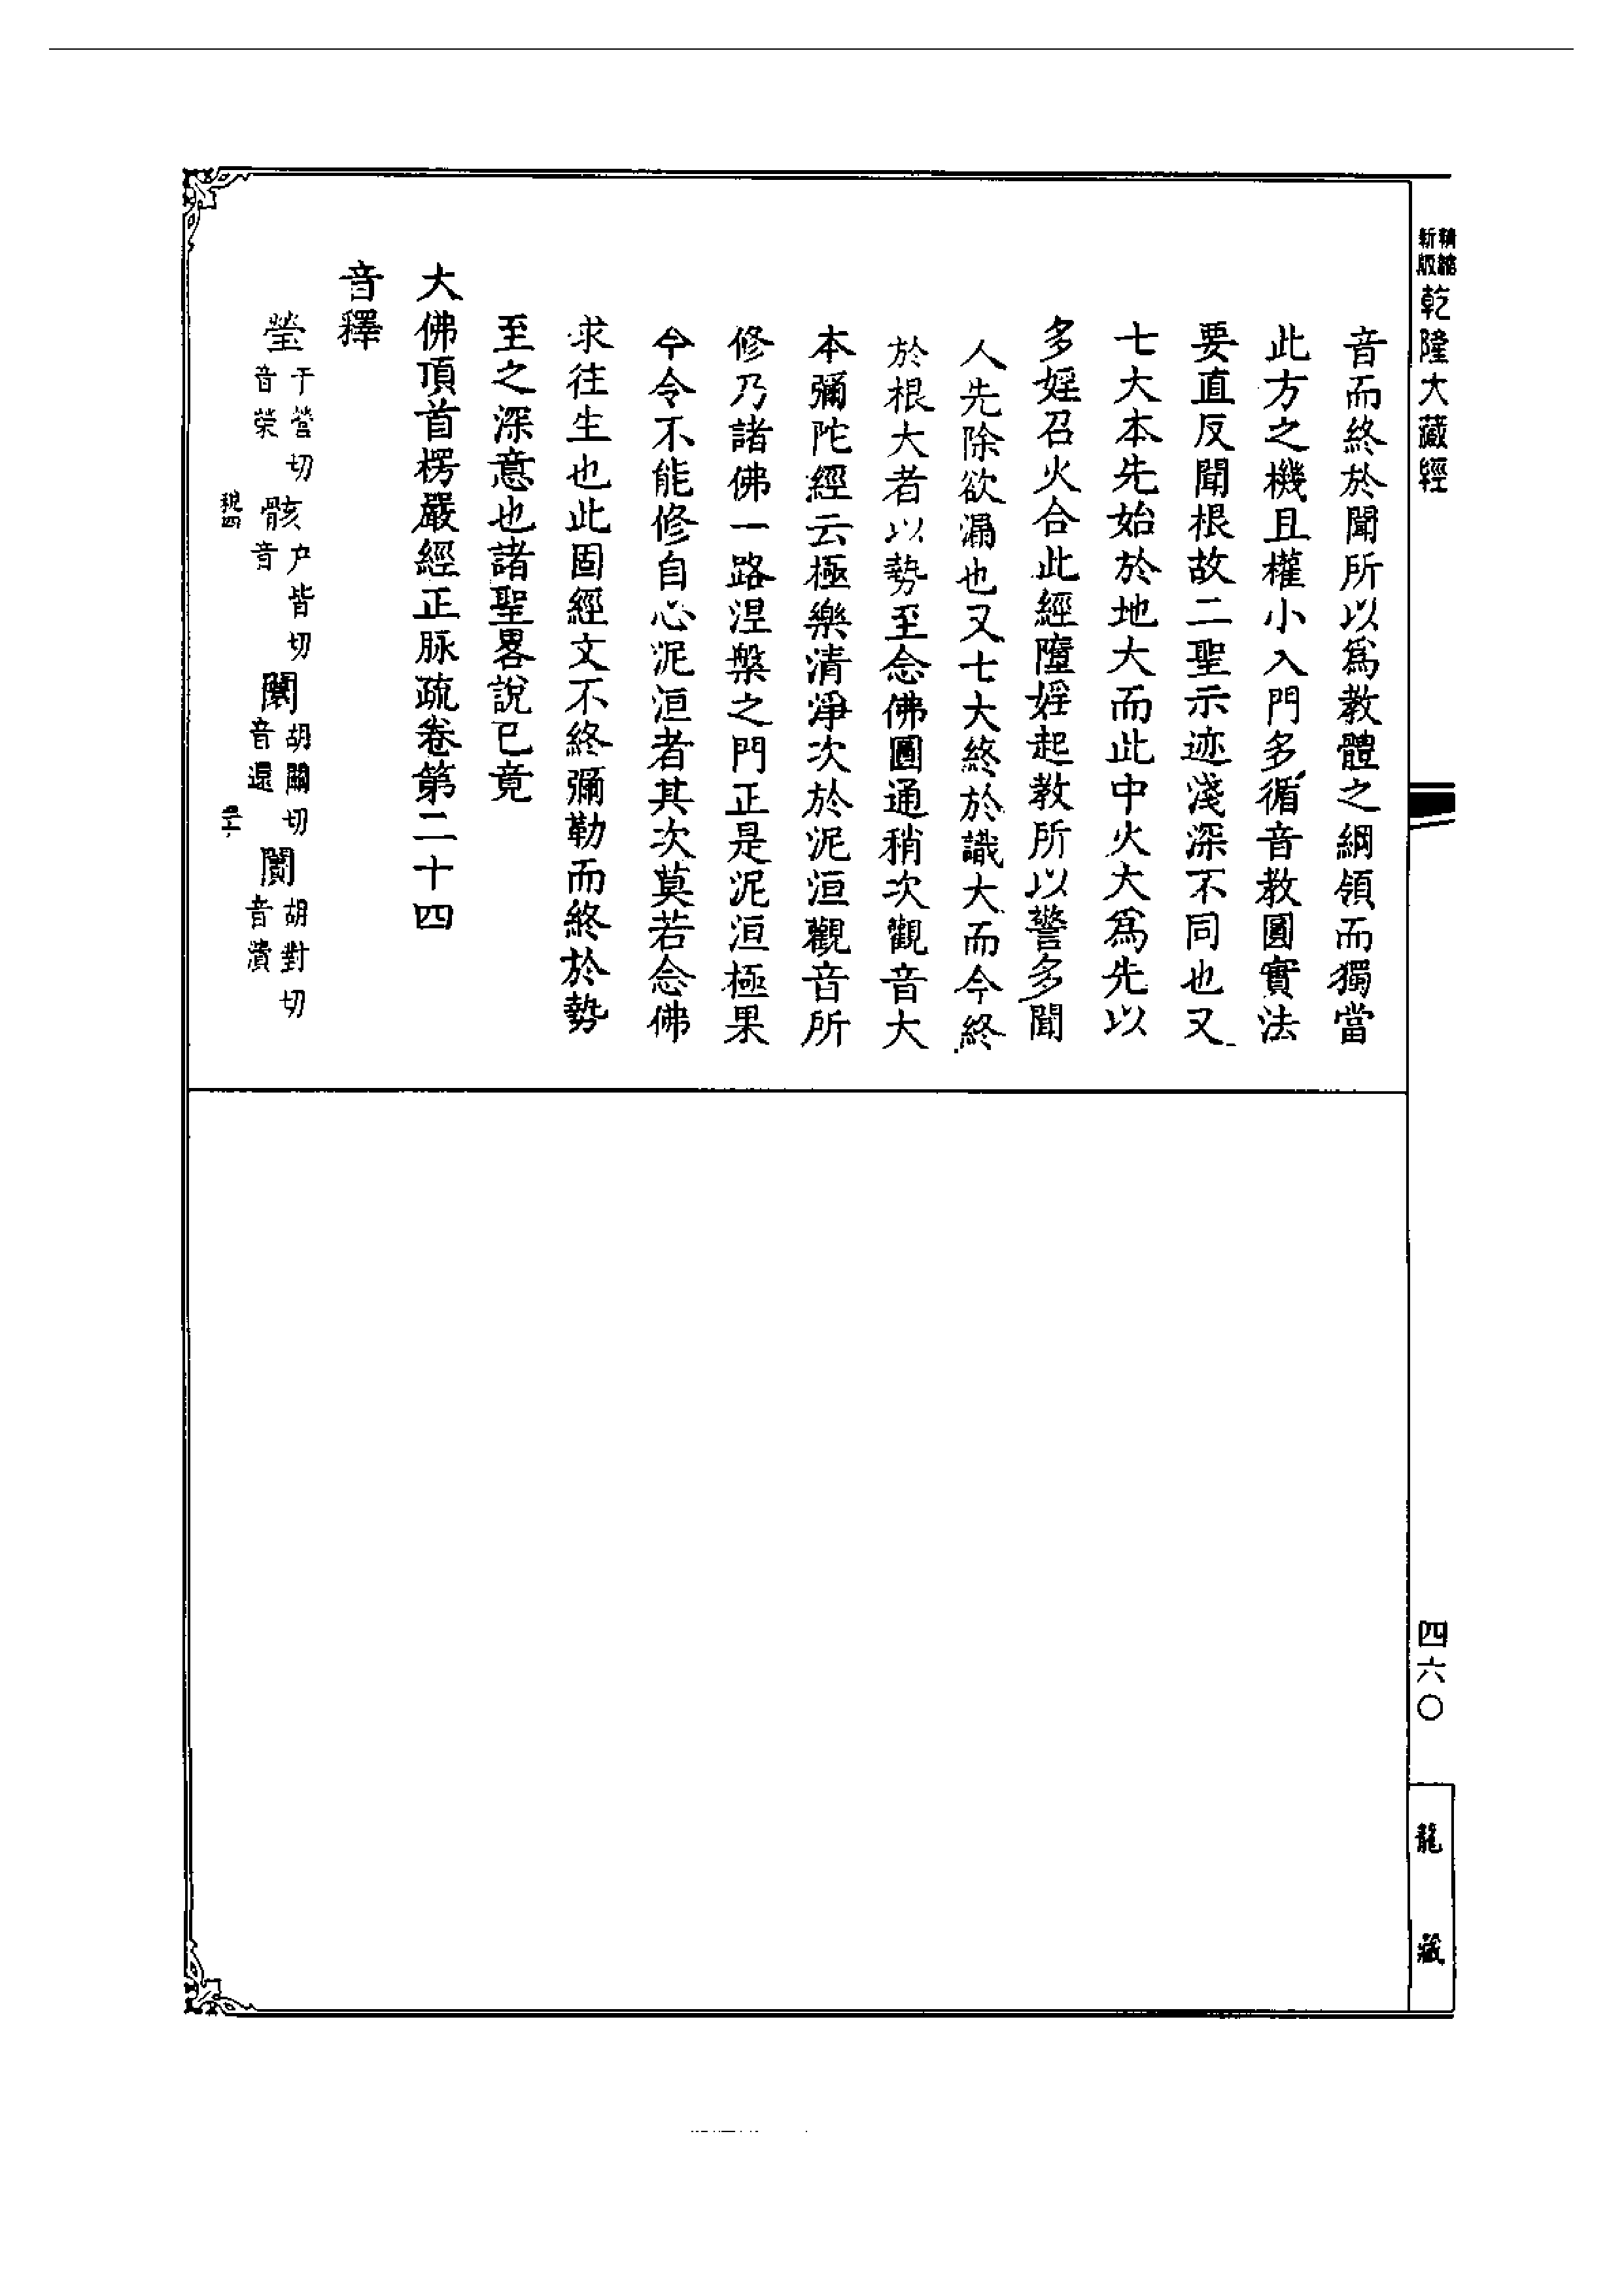 新版 精縮 乾隆大藏經
音而終於聞所以爲教體之綱領而獨當
此方之機且權小入門多循音教圓實法
要直反聞根故二聖示迹淺深不同也又
七大本先始於地大而此中火大爲先以
多婬召火合此經墮婬起教所以警多聞
人先除欲漏也又七大終於識大而今終
於根大者以勢至念佛圓通稍次觀音大
本彌陀經云極樂清淨次於泥洹觀音所
修乃諸佛一路涅槃之門正是泥洹極果
今令不能修自心泥洹者其次莫若念佛
求往生也此固經文不終彌勒而終於勢
至之深意也諸聖畧說已竟
大佛頂首楞嚴經正脉疏卷第二十四
音釋
瑩 于營切音榮 骸 户皆切音 闤 胡關切音還 闠 胡對切音潰
四六〇
龍藏